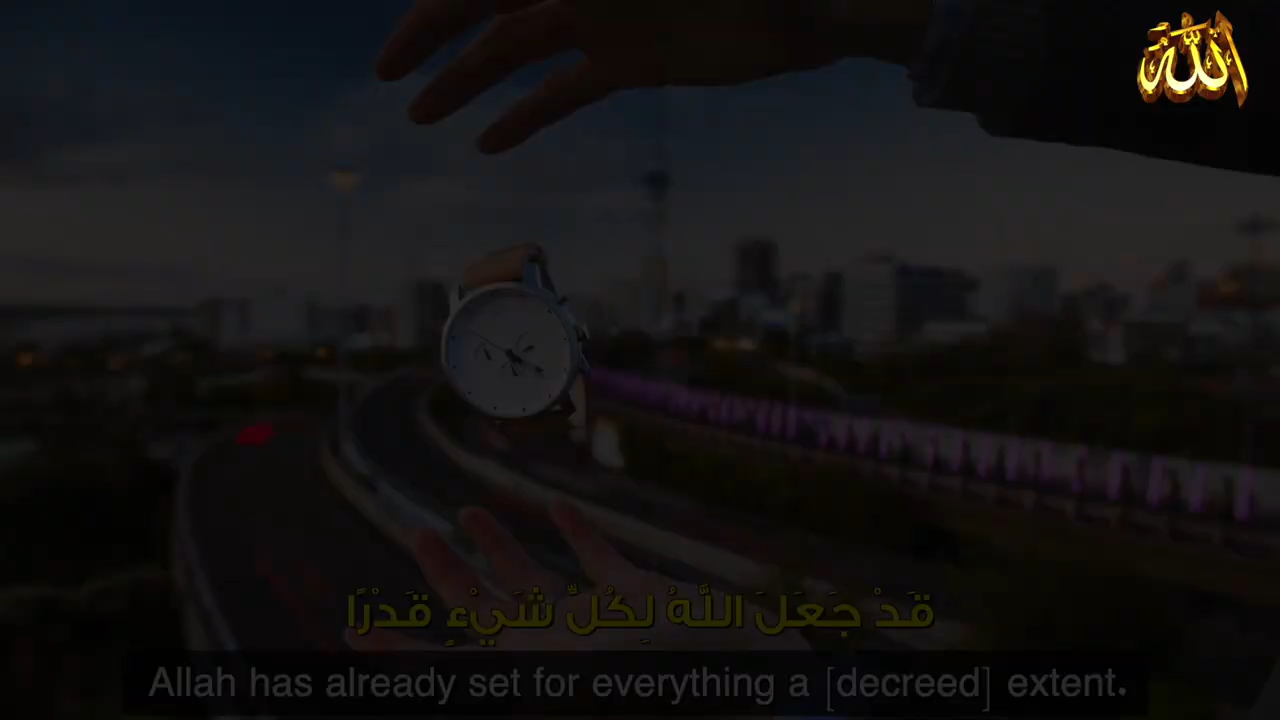 الله
قَدْ جَعَلَ اللَّهُ لِكُلِّ شَيْءٍ قَدْرًا
Allah has already set for everything a [decreed] extent.